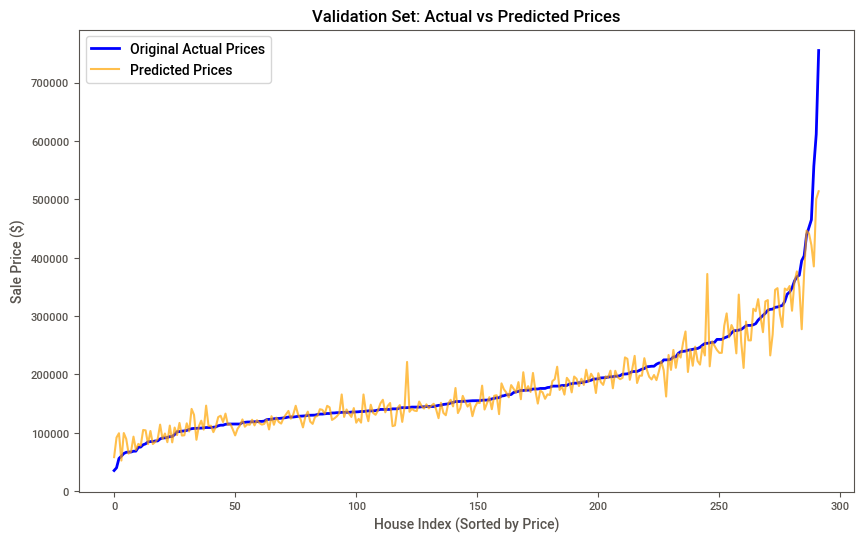 Validation Set: Actual vs Predicted Prices
Original Actual Prices
Predicted Prices
Sale Price ($)
700000
600000
500000
400000
300000
200000
100000
0
0 50 100 150 200 250 300
House Index (Sorted by Price)